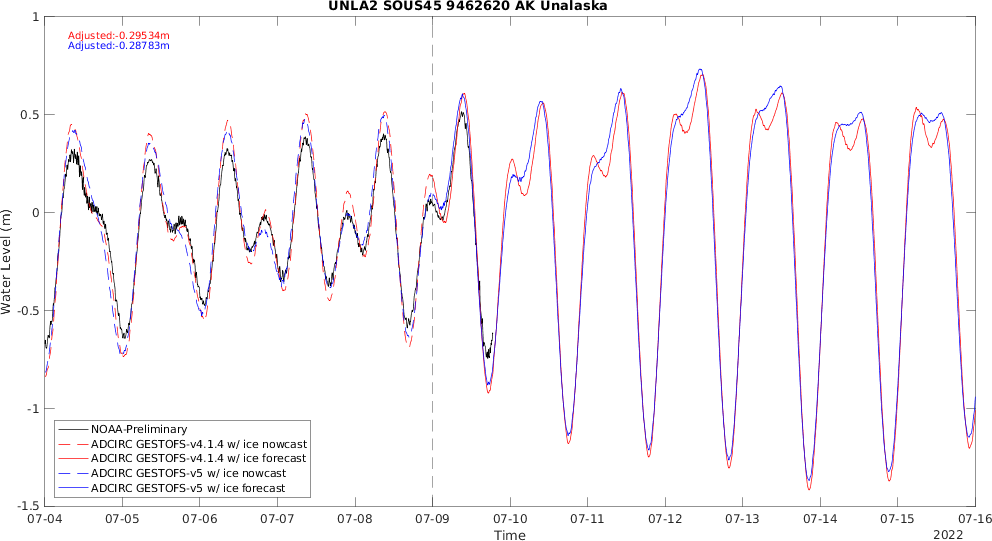 UNLA2 SOUS45 9462620 AK Unalaska
Adjusted:-0.29534m
Adjusted:-0.28783m
Water Level (m)
1
0.5
0
-0.5
-1
-1.5
NOAA-Preliminary
ADCIRC GESTOFS-v4.1.4 w/ ice nowcast
ADCIRC GESTOFS-v4.1.4 w/ ice forecast
ADCIRC GESTOFS-v5 w/ ice nowcast
ADCIRC GESTOFS-v5 w/ ice forecast
07-04 07-05 07-06 07-07 07-08 07-09 07-10 07-11 07-12 07-13 07-14 07-15 07-16
Time
2022